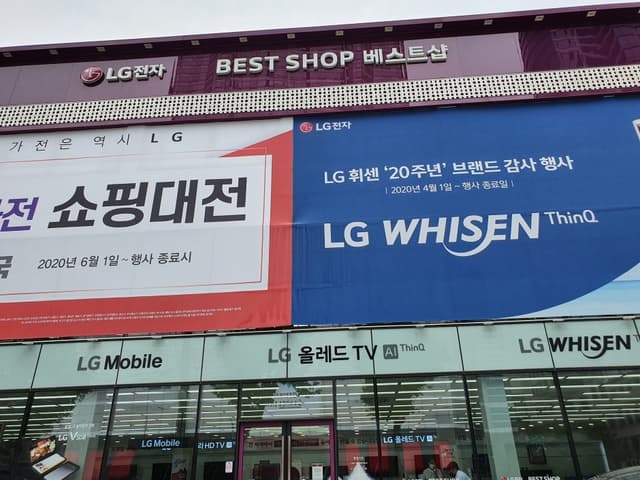 LG전자 BEST SHOP 베스트샵
가전은 역시 LG
전 쇼핑대전
국 2020년 6월 1일~행사 종료시
LG전자
LG 휘센 '20주년' 브랜드 감사 행사
2020년 4월 1일~행사 종료일
LG WHISEN ThinQ
LG Mobile
LG 올레드 TV AI ThinQ
LG WHISEN
LG Mobile
HD TV
LG 올레드 TV